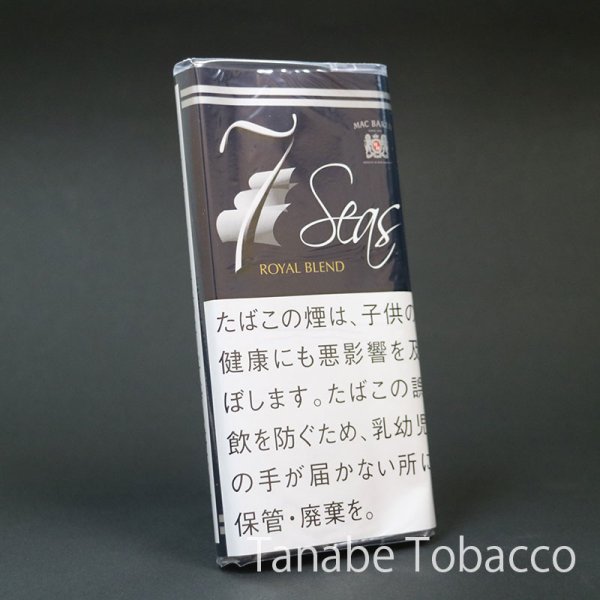 MAC BAREN
7 Seas
ROYAL BLEND
たばこの煙は、子供の
健康にも悪影響を及
ぼします。たばこの誤
飲を防ぐため、乳幼児
の手が届かない所に
保管・廃棄を。
Tanabe Tobacco